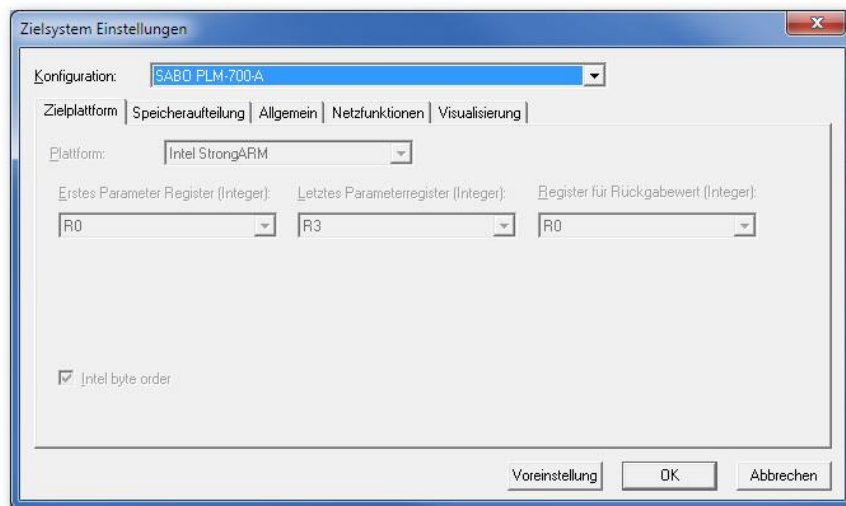 Zielsystem Einstellungen
Konfiguration: SABO PLM-700-A
Zielplattform Speicheraufteilung Allgemein Netzfunktionen Visualisierung
Plattform: Intel StrongARM
Erstes Parameter Register (Integer): Letztes Parameterregister (Integer): Register für Rückgabewert (Integer):
R0 R3 R0
Intel byte order
Voreinstellung OK Abbrechen